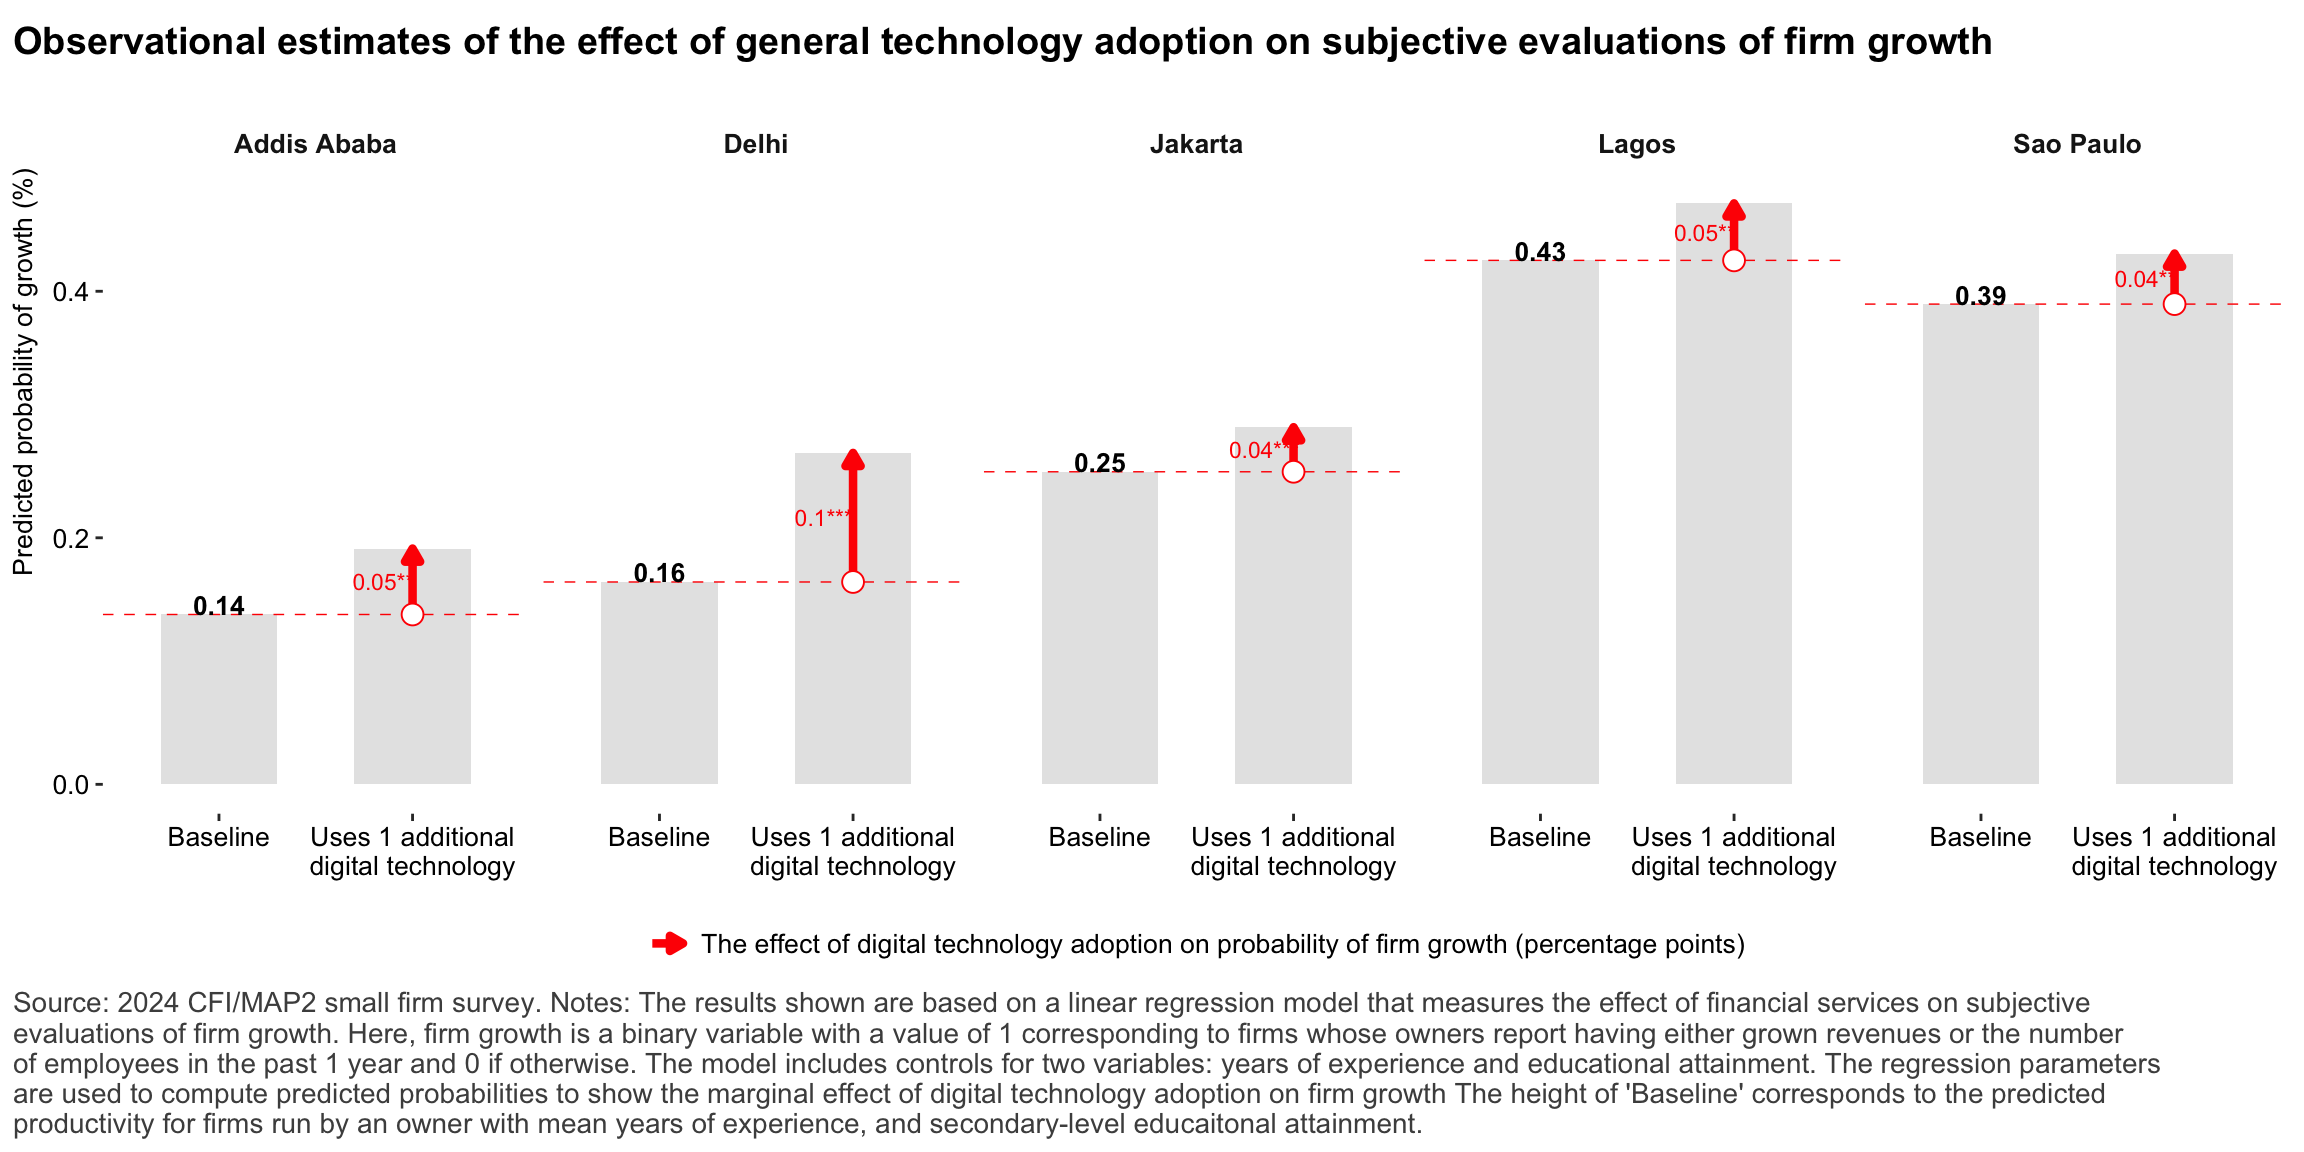 Observational estimates of the effect of general technology adoption on subjective evaluations of firm growth
Addis Ababa
Delhi
Jakarta
Lagos
Sao Paulo
Predicted probability of growth (%)
0.4
0.2
0.0
0.14
0.05**
0.16
0.1***
0.25
0.04**
0.43
0.05**
0.39
0.04**
Baseline
Uses 1 additional
digital technology
Baseline
Uses 1 additional
digital technology
Baseline
Uses 1 additional
digital technology
Baseline
Uses 1 additional
digital technology
Baseline
Uses 1 additional
digital technology
The effect of digital technology adoption on probability of firm growth (percentage points)
Source: 2024 CFI/MAP2 small firm survey. Notes: The results shown are based on a linear regression model that measures the effect of financial services on subjective
evaluations of firm growth. Here, firm growth is a binary variable with a value of 1 corresponding to firms whose owners report having either grown revenues or the number
of employees in the past 1 year and 0 if otherwise. The model includes controls for two variables: years of experience and educational attainment. The regression parameters
are used to compute predicted probabilities to show the marginal effect of digital technology adoption on firm growth The height of 'Baseline' corresponds to the predicted
productivity for firms run by an owner with mean years of experience, and secondary-level educaitonal attainment.